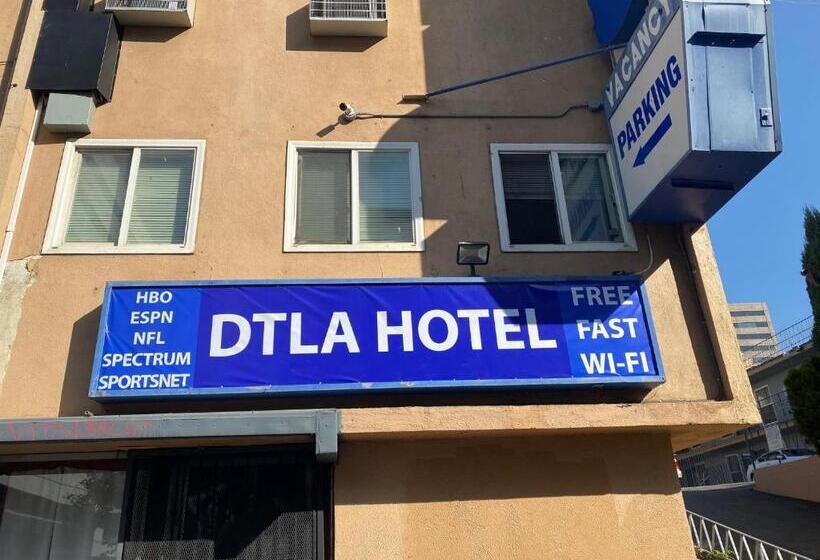 VACANCY
PARKING
HBO
ESPN
NFL
SPECTRUM
SPORTSNET
DTLA HOTEL
FREE
FAST
WI-FI